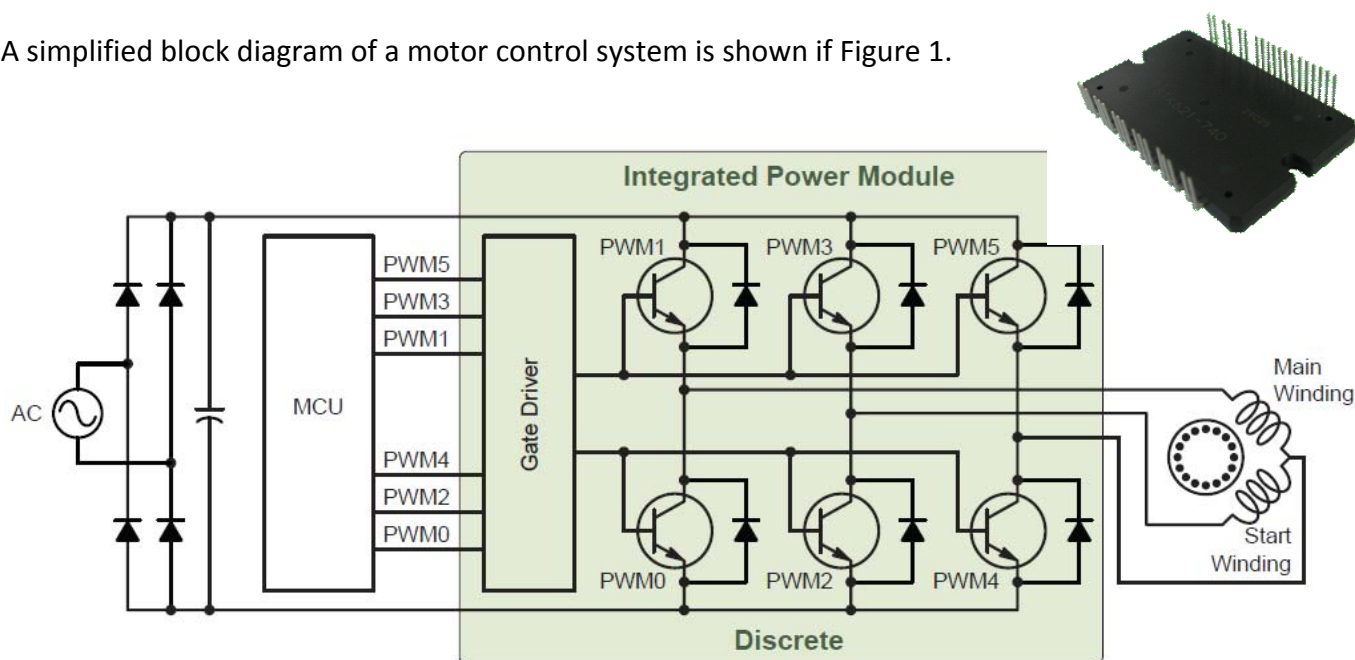 A simplified block diagram of a motor control system is shown if Figure 1.
Integrated Power Module
PWM1
PWM3
PWM5
PWM5
PWM3
PWM1
MCU
Gate Driver
AC
Main
Winding
PWM4
PWM2
PWM0
Start
Winding
PWM0
PWM2
PWM4
Discrete